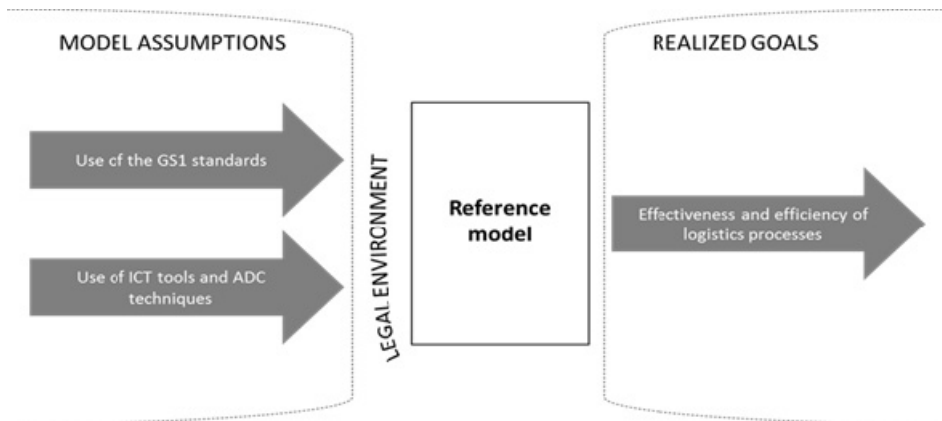 MODEL ASSUMPTIONS
Use of the GS1 standards
Use of ICT tools and ADC
techniques
LEGAL ENVIRONMENT
Reference
model
REALIZED GOALS
Effectiveness and efficiency of
logistics processes